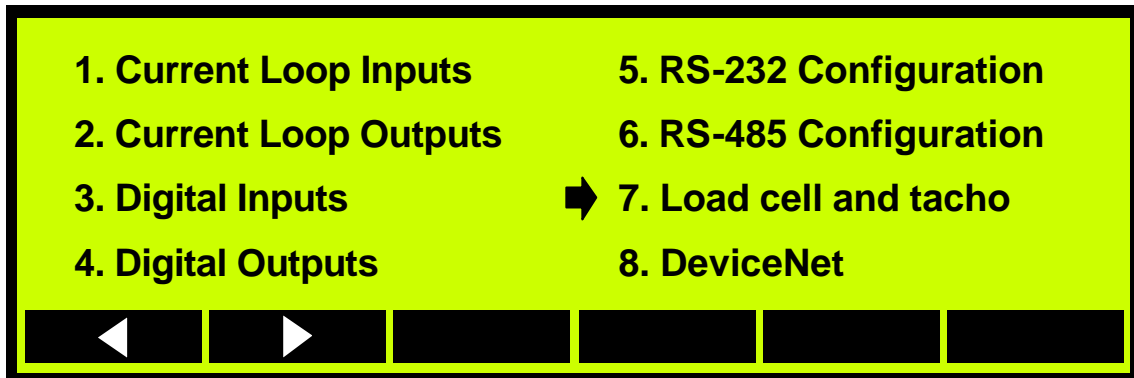 1. Current Loop Inputs
2. Current Loop Outputs
3. Digital Inputs
4. Digital Outputs
5. RS-232 Configuration
6. RS-485 Configuration
7. Load cell and tacho
8. DeviceNet